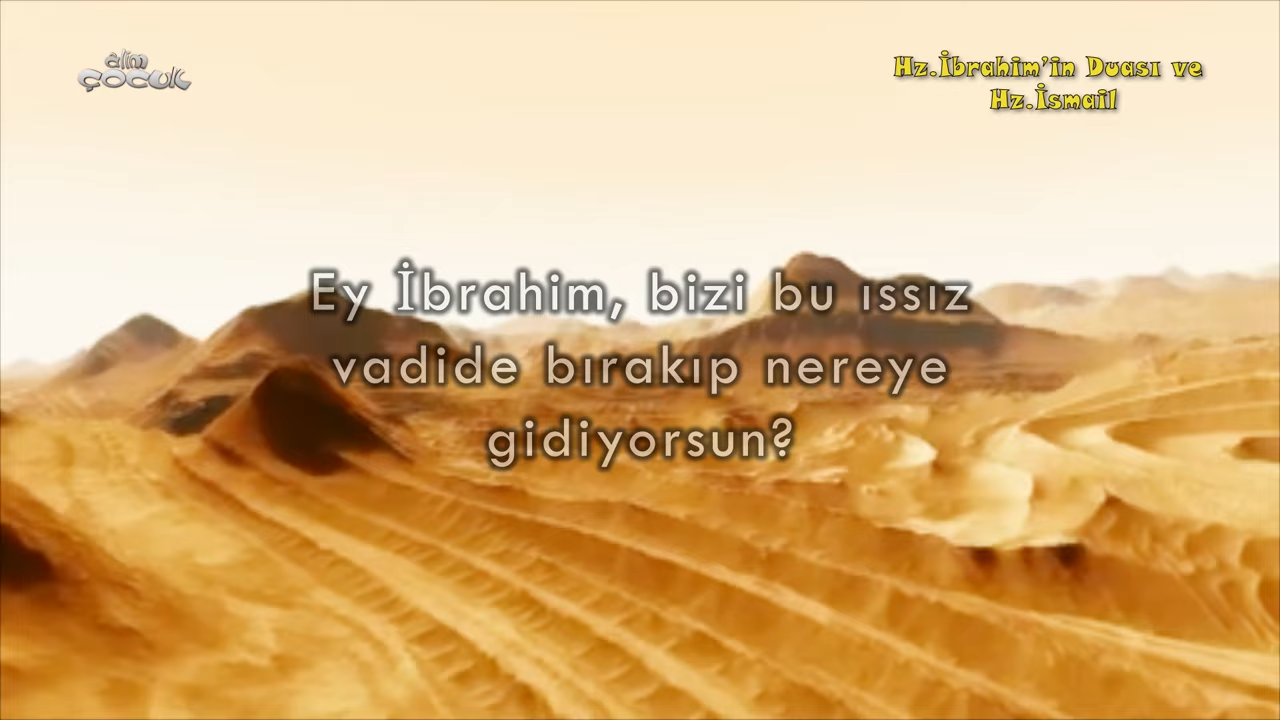 âlim
ÇOCUK
Hz.İbrahim'in Duası ve
Hz.İsmail
Ey İbrahim, bizi bu ıssız
vadide bırakıp nereye
gidiyorsun?